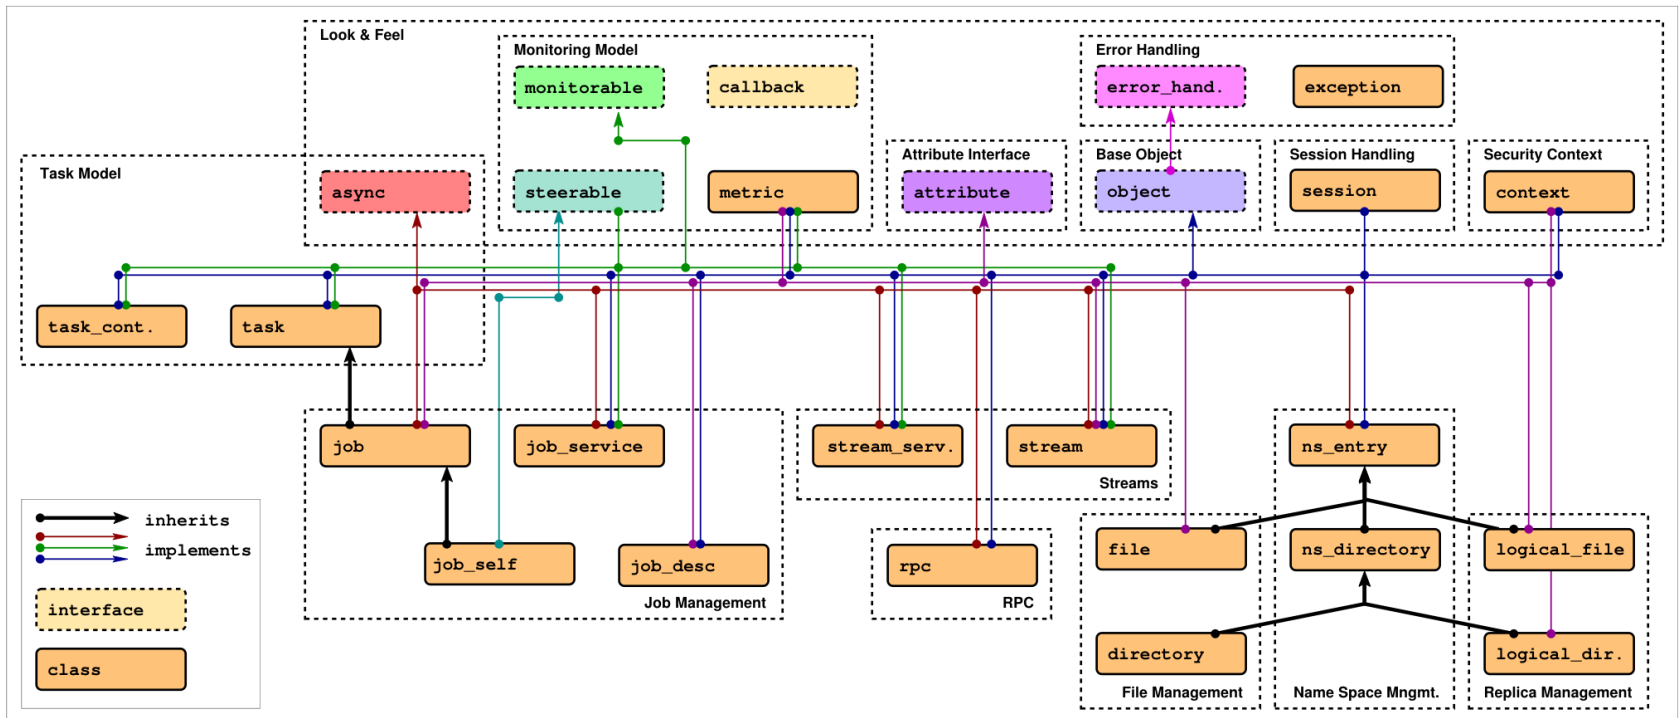 Look & Feel
Monitoring Model
Error Handling
monitorable
callback
error_hand.
exception
Attribute Interface
Base Object
Session Handling
Security Context
Task Model
async
steerable
metric
attribute
object
session
context
task_cont.
task
job
job_service
stream_serv.
stream
ns_entry
Streams
inherits
implements
job_self
job_desc
rpc
file
ns_directory
logical_file
Job Management
RPC
interface
class
directory
logical_dir.
File Management
Name Space Mngmt.
Replica Management